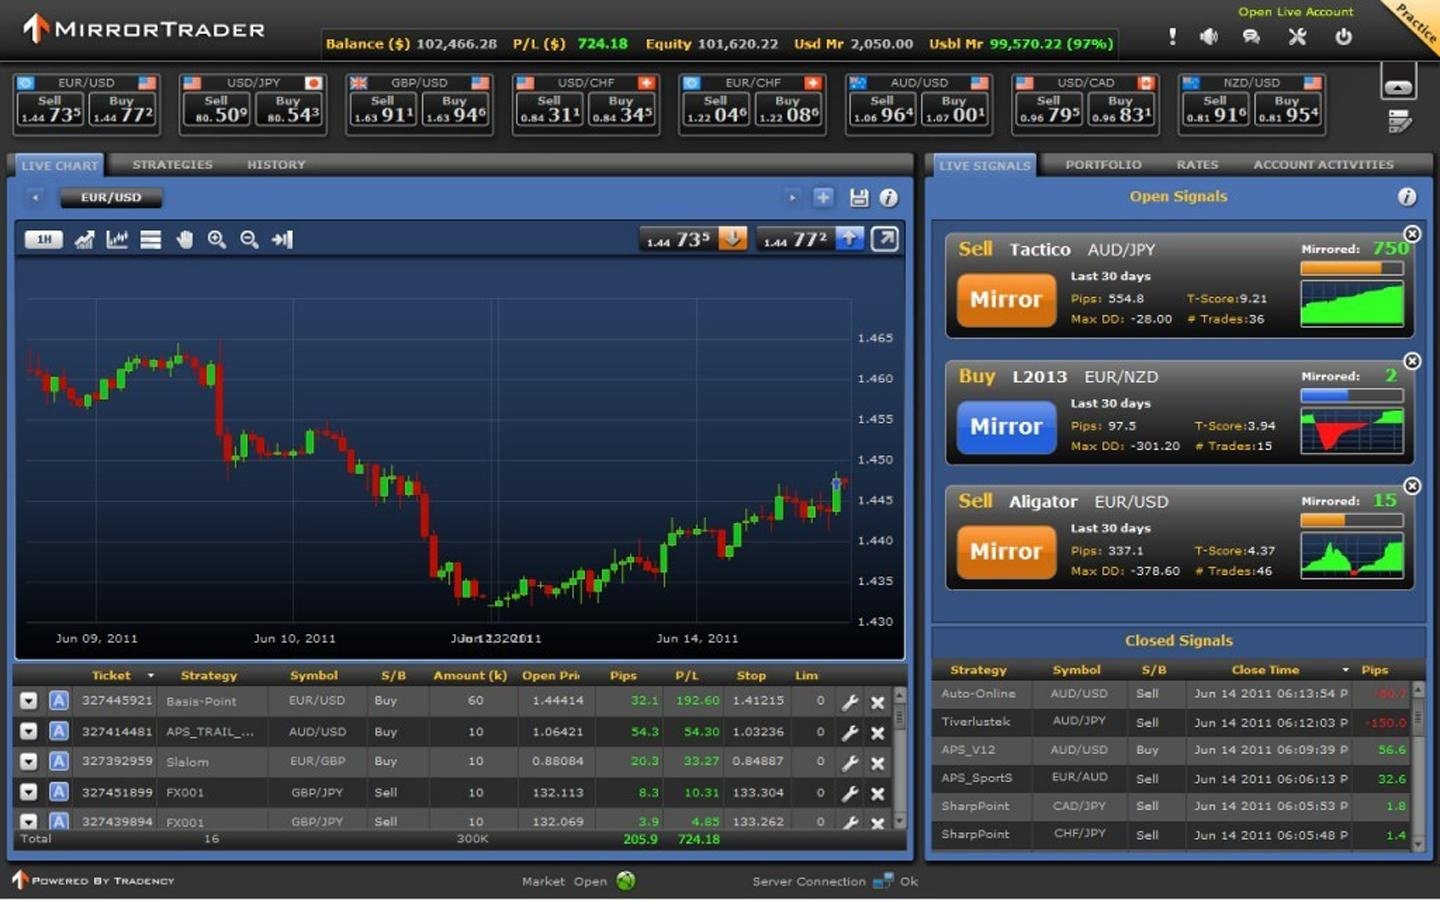 MIRRORTRADER
Open Live Account
Practice
Balance ($) 102,466.28 P/L ($) 724.18 Equity 101,620.22 Usd Mr 2,050.00 Usbl Mr 99,570.22 (97%)
EUR/USD USD/JPY GBP/USD USD/CHF EUR/CHF AUD/USD USD/CAD NZD/USD
Sell Buy Sell Buy Sell Buy Sell Buy Sell Buy Sell Buy Sell Buy Sell Buy
1.44 73⁵ 1.44 77² 80. 50⁹ 80. 54³ 1.63 91¹ 1.63 94⁶ 0.84 31¹ 0.84 34⁵ 1.22 04⁶ 1.22 08⁶ 1.06 96⁴ 1.07 00¹ 0.96 79⁵ 0.96 83¹ 0.81 91⁶ 0.81 95⁴
LIVE CHART STRATEGIES HISTORY
EUR/USD
1H
1.44 73⁵ 1.44 77²
1.465
1.460
1.455
1.450
1.445
1.440
1.435
1.430
Jun 09, 2011 Jun 10, 2011 Jun 14, 2011
Ticket Strategy Symbol S/B Amount (k) Open Pri Pips P/L Stop Lim
A 327445921 Basis-Point EUR/USD Buy 60 1.44414 32.1 192.60 1.41215 0
A 327414481 APS_TRAIL_... AUD/USD Buy 10 1.06421 54.3 54.30 1.03236 0
A 327392959 Slalom EUR/GBP Buy 10 0.88084 20.3 33.27 0.84887 0
A 327451899 FX001 GBP/JPY Sell 10 132.113 8.3 10.31 133.304 0
A 327439894 FX001 GBP/JPY Sell 10 132.069 3.9 4.85 133.262 0
Total 16 300K 205.9 724.18
LIVE SIGNALS PORTFOLIO RATES ACCOUNT ACTIVITIES
Open Signals
Sell Tactico AUD/JPY Mirrored: 750
Mirror
Last 30 days
Pips: 554.8 T-Score:9.21
Max DD: -28.00 # Trades:36
Buy L2013 EUR/NZD Mirrored: 2
Mirror
Last 30 days
Pips: 97.5 T-Score:3.94
Max DD: -301.20 # Trades:15
Sell Aligator EUR/USD Mirrored: 15
Mirror
Last 30 days
Pips: 337.1 T-Score:4.37
Max DD: -378.60 # Trades:46
Closed Signals
Strategy Symbol S/B Close Time Pips
Auto-Online AUD/USD Sell Jun 14 2011 06:13:54 P
Tiverlustek AUD/JPY Sell Jun 14 2011 06:12:03 P -150.0
APS_V12 AUD/USD Buy Jun 14 2011 06:09:39 P 56.6
APS_SportS EUR/AUD Sell Jun 14 2011 06:06:13 P 32.6
SharpPoint CAD/JPY Sell Jun 14 2011 06:05:53 P 1.8
SharpPoint CHF/JPY Sell Jun 14 2011 06:05:48 P 1.4
POWERED BY TRADENCY
Market Open
Server Connection Ok